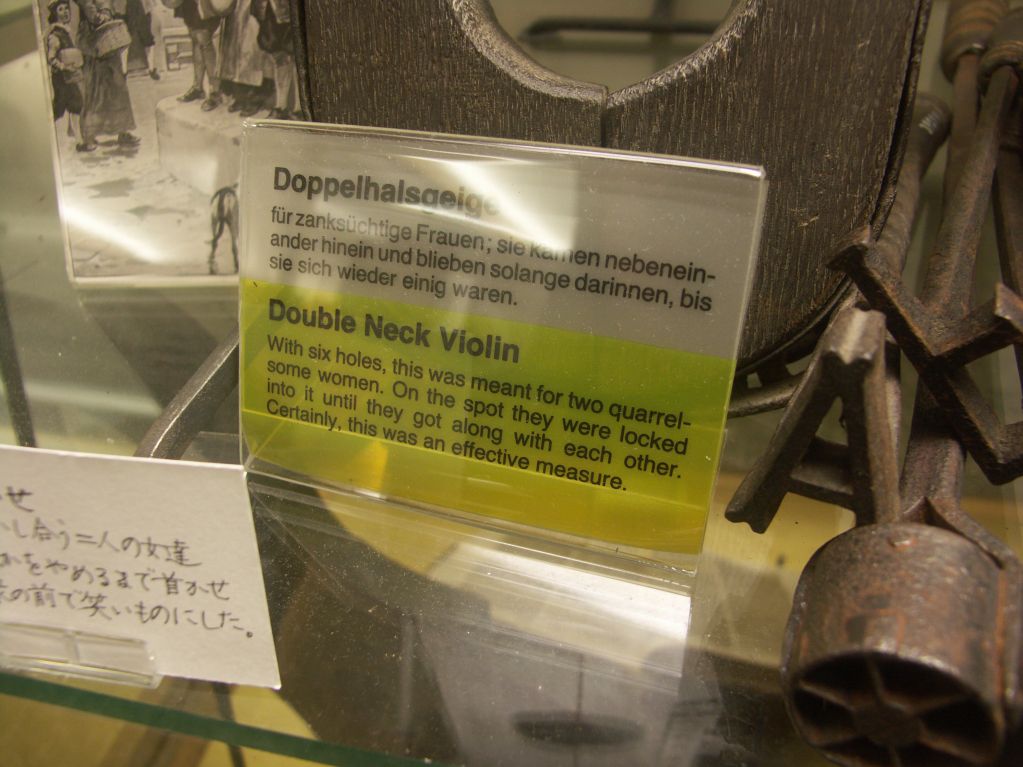 Doppelhalsgeige
für zanksüchtige Frauen; sie kamen nebenein-
ander hinein und blieben solange darinnen, bis
sie sich wieder einig waren.
Double Neck Violin
With six holes, this was meant for two quarrel-
some women. On the spot they were locked
into it until they got along with each other.
Certainly, this was an effective measure.
せ
し合う二人の女達
かをやめるまで首かせ
の前で笑いものにした。